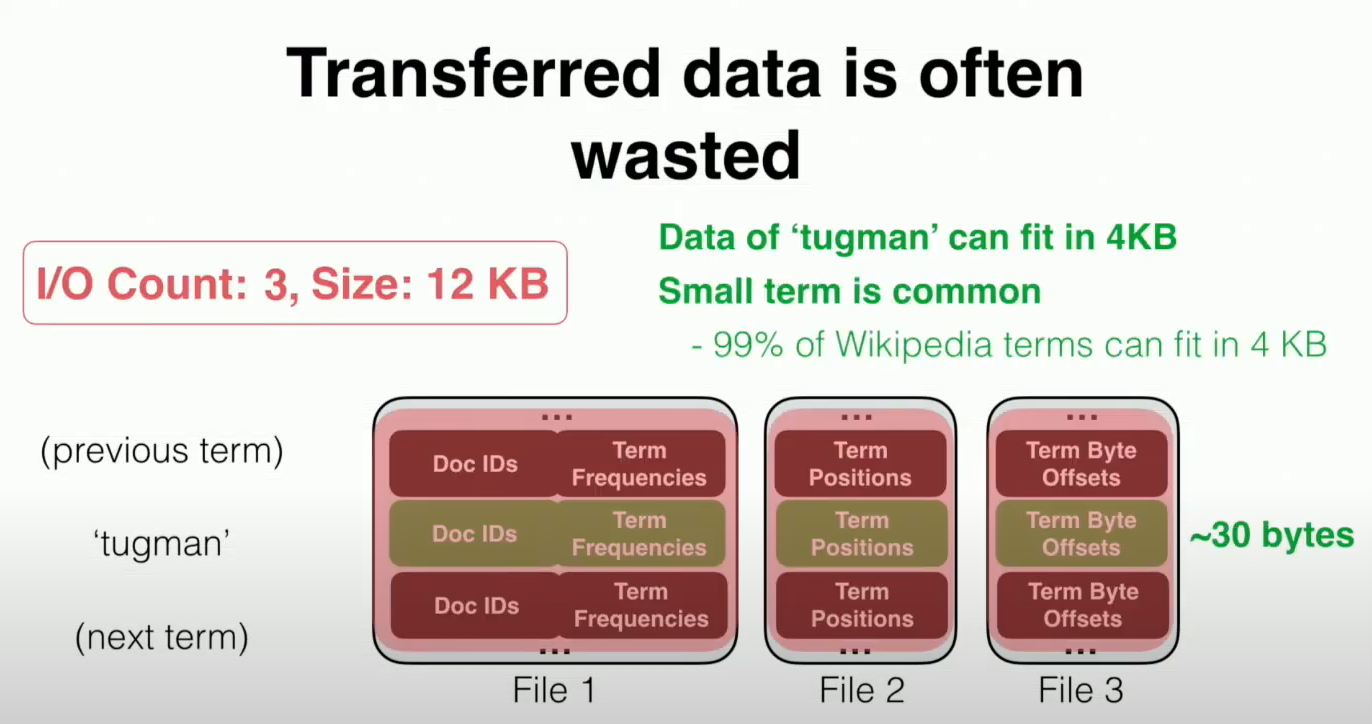 Transferred data is often
wasted
I/O Count: 3, Size: 12 KB
Data of ‘tugman’ can fit in 4KB
Small term is common
- 99% of Wikipedia terms can fit in 4 KB
(previous term)
‘tugman’
(next term)
...
Doc IDs
Term
Frequencies
Doc IDs
Term
Frequencies
Doc IDs
Term
Frequencies
...
File 1
...
Term
Positions
Term
Positions
Term
Positions
...
File 2
...
Term Byte
Offsets
Term Byte
Offsets
Term Byte
Offsets
...
File 3
~30 bytes